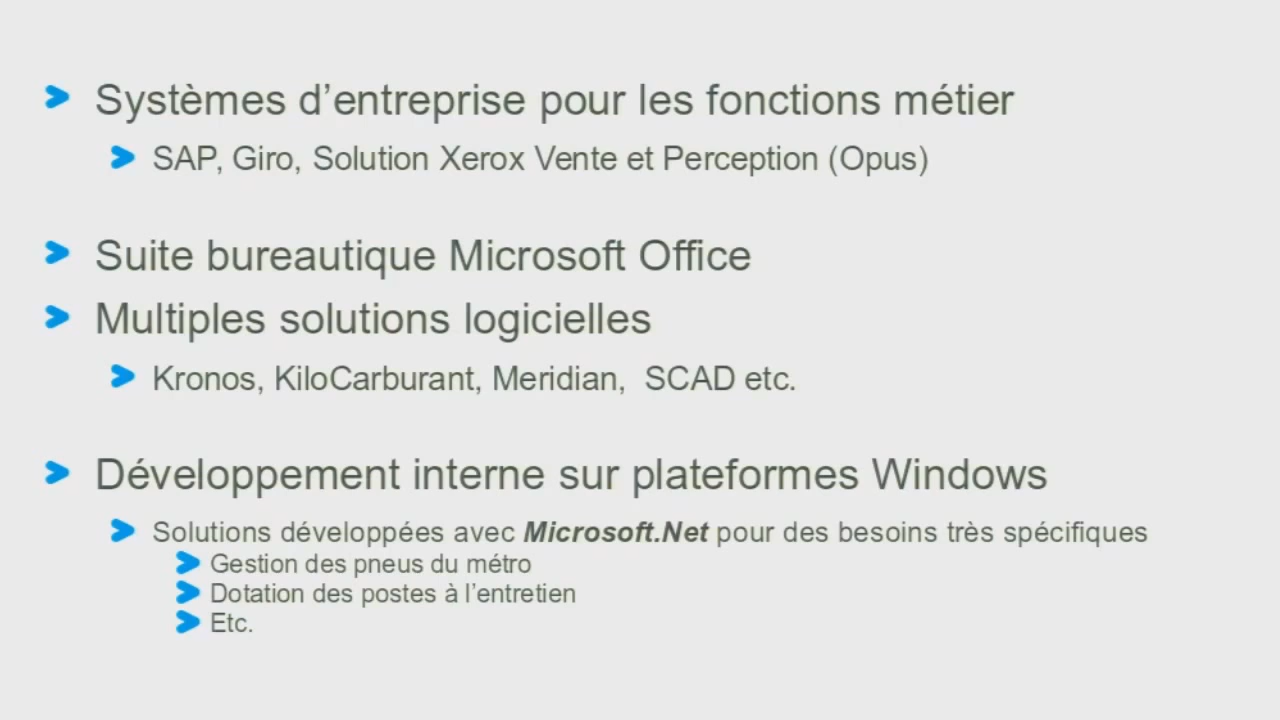 Systèmes d’entreprise pour les fonctions métier
SAP, Giro, Solution Xerox Vente et Perception (Opus)
Suite bureautique Microsoft Office
Multiples solutions logicielles
Kronos, KiloCarburant, Meridian, SCAD etc.
Développement interne sur plateformes Windows
Solutions développées avec Microsoft.Net pour des besoins très spécifiques
Gestion des pneus du métro
Dotation des postes à l’entretien
Etc.